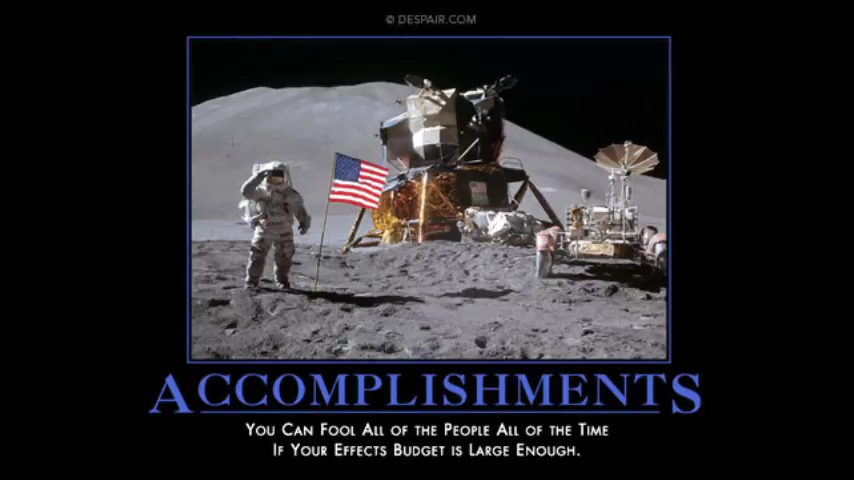 © DESPAIR.COM
ACCOMPLISHMENTS
YOU CAN FOOL ALL OF THE PEOPLE ALL OF THE TIME
IF YOUR EFFECTS BUDGET IS LARGE ENOUGH.